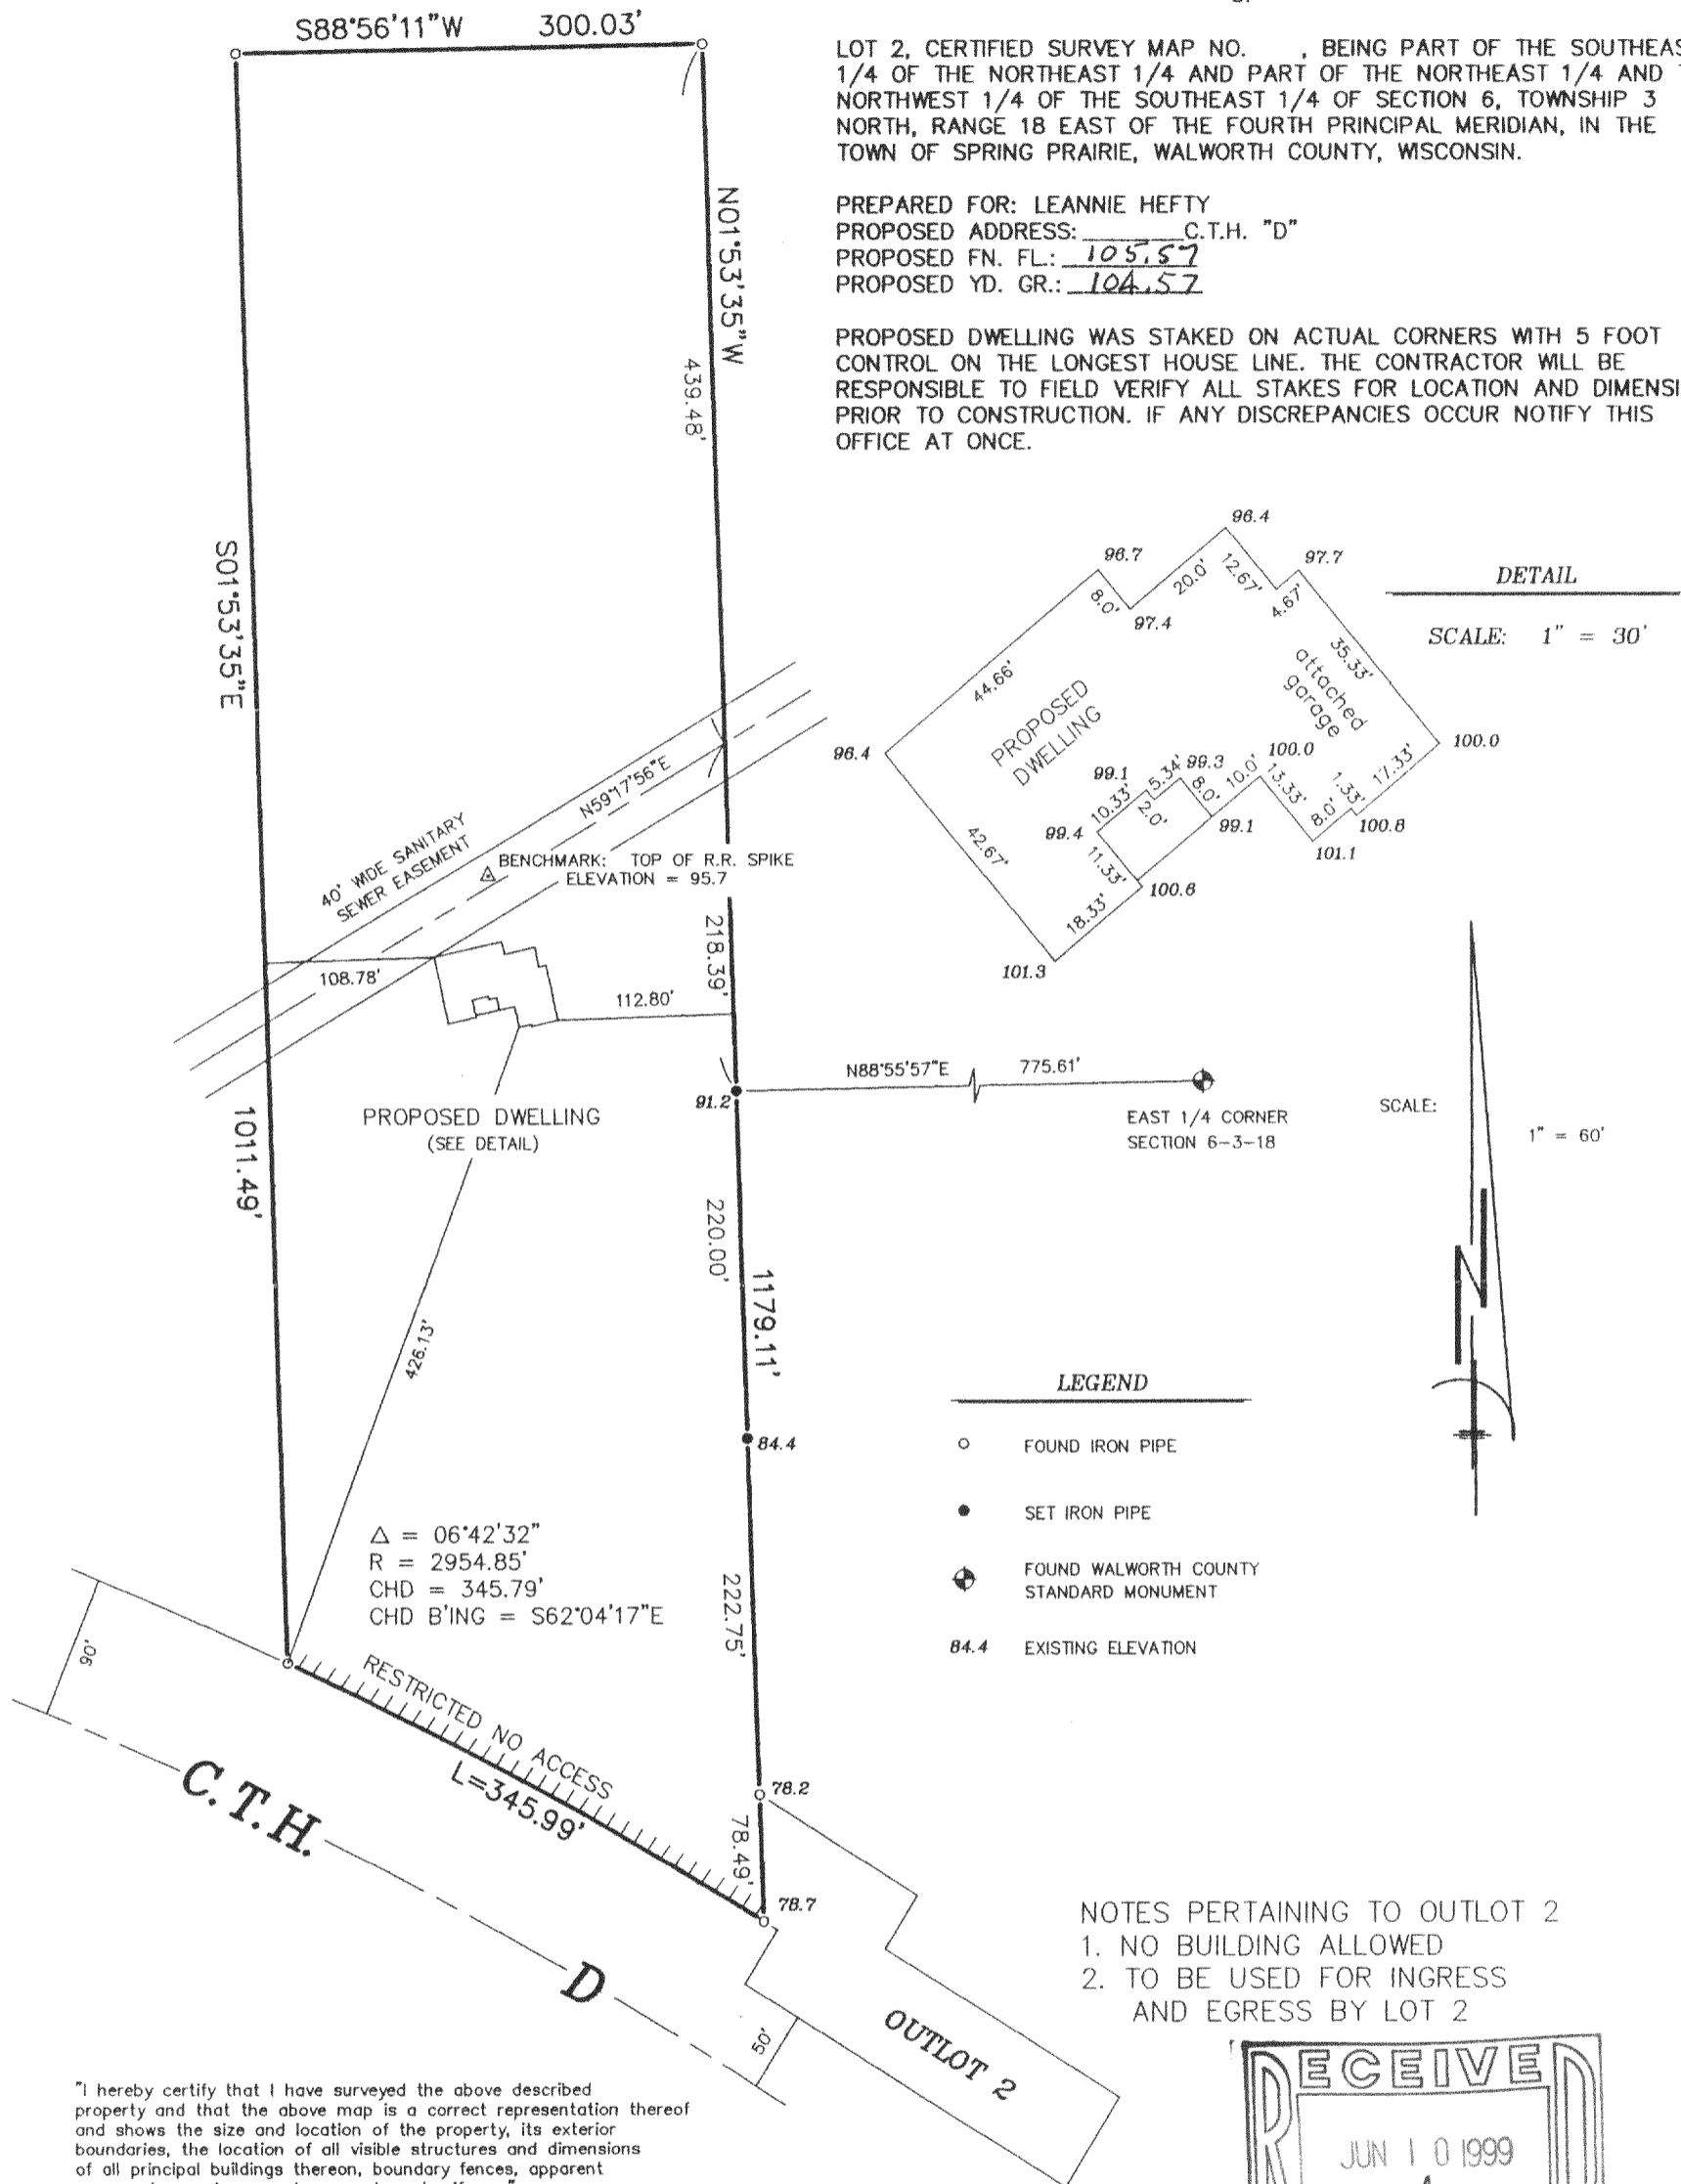 S88°56'11"W 300.03'
LOT 2, CERTIFIED SURVEY MAP NO. , BEING PART OF THE
1/4 OF THE NORTHEAST 1/4 AND PART OF THE NORTHEAST 1/4 AND
NORTHWEST 1/4 OF THE SOUTHEAST 1/4 OF SECTION 6, TOWNSHIP 3
NORTH, RANGE 18 EAST OF THE FOURTH PRINCIPAL MERIDIAN, IN THE
TOWN OF SPRING PRAIRIE, WALWORTH COUNTY, WISCONSIN.
PREPARED FOR: LEANNIE HEFTY
PROPOSED ADDRESS: C.T.H. "D"
PROPOSED FN. FL.: 105.57
PROPOSED YD. GR.: 104.57
PROPOSED DWELLING WAS STAKED ON ACTUAL CORNERS WITH 5 FOOT
CONTROL ON THE LONGEST HOUSE LINE. THE CONTRACTOR WILL BE
RESPONSIBLE TO FIELD VERIFY ALL STAKES FOR LOCATION AND DIMENSI
PRIOR TO CONSTRUCTION. IF ANY DISCREPANCIES OCCUR NOTIFY THIS
OFFICE AT ONCE.
N01°53'35"W
439.48'
S01°53'35"E
1011.49'
96.4
96.7
97.7
12.67'
20.0'
8.0'
4.67'
97.4
DETAIL
SCALE: 1" = 30'
44.66'
35.33'
attached
garage
PROPOSED
DWELLING
96.4
100.0
100.0
99.1
5.34'
99.3
8.0'
10.0'
13.33'
1.33'
17.33'
10.33'
2.0'
8.0'
99.4
99.1
100.8
101.1
42.67'
11.33'
100.6
18.33'
101.3
N59°17'56"E
40' WIDE SANITARY
SEWER EASEMENT
BENCHMARK: TOP OF R.R. SPIKE
ELEVATION = 95.7
218.39'
108.78'
112.80'
N88°55'57"E 775.61'
91.2
EAST 1/4 CORNER
SECTION 6-3-18
SCALE:
1" = 60'
PROPOSED DWELLING
(SEE DETAIL)
220.00'
1179.11'
426.13'
N
84.4
LEGEND
FOUND IRON PIPE
SET IRON PIPE
FOUND WALWORTH COUNTY
STANDARD MONUMENT
84.4 EXISTING ELEVATION
Δ = 06°42'32"
R = 2954.85'
CHD = 345.79'
CHD B'ING = S62°04'17"E
222.75'
90'
RESTRICTED NO ACCESS
L=345.99'
78.2
78.49'
78.7
C.T.H. D
50'
OUTLOT 2
NOTES PERTAINING TO OUTLOT 2
1. NO BUILDING ALLOWED
2. TO BE USED FOR INGRESS
AND EGRESS BY LOT 2
"I hereby certify that I have surveyed the above described
property and that the above map is a correct representation thereof
and shows the size and location of the property, its exterior
boundaries, the location of all visible structures and dimensions
of all principal buildings thereon, boundary fences, apparent
RECEIVED
JUN 10 1999